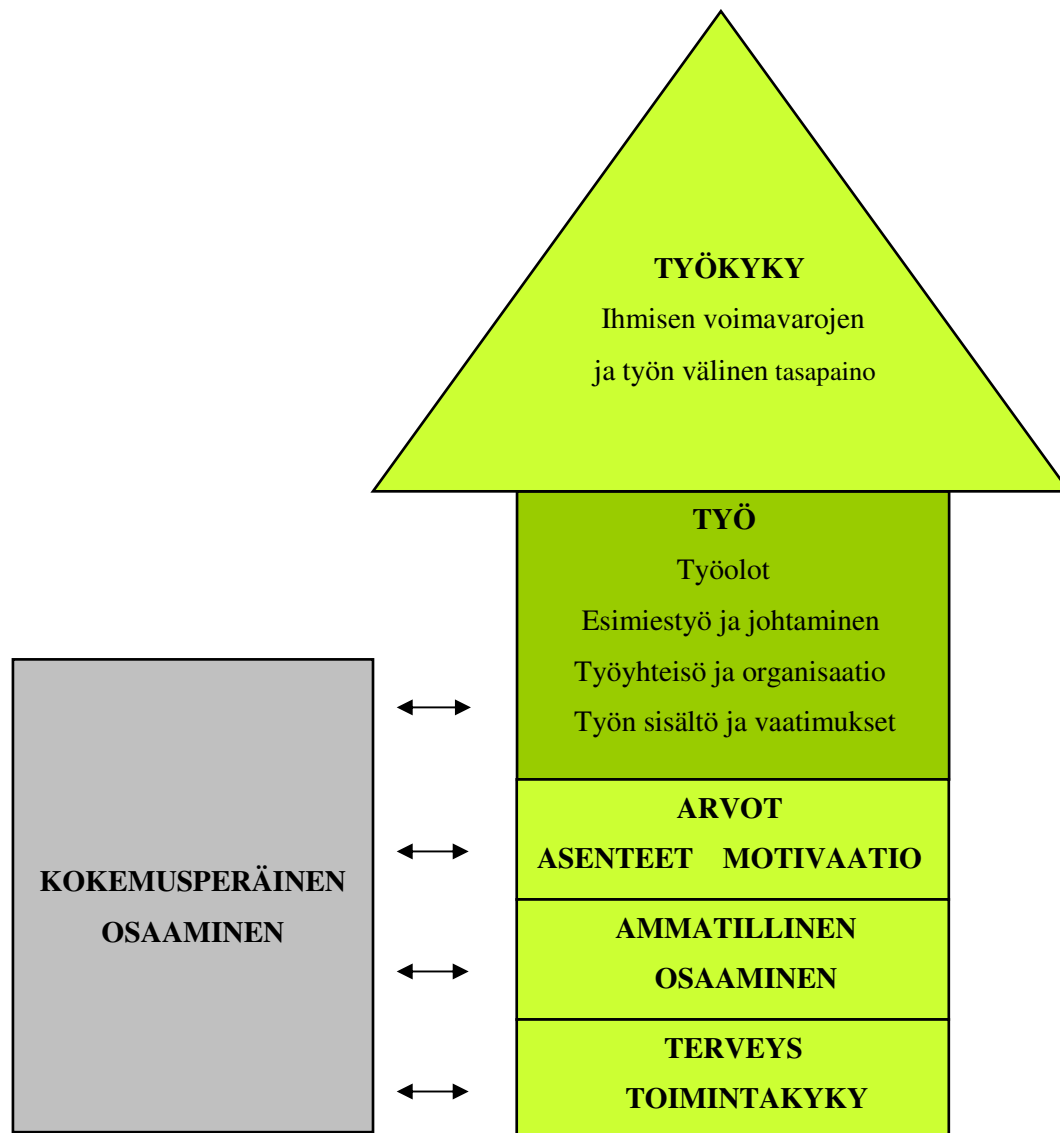 TYÖKYKY
Ihmisen voimavarojen
ja työn välinen tasapaino
TYÖ
Työolot
Esimiestyö ja johtaminen
Työyhteisö ja organisaatio
Työn sisältö ja vaatimukset
ARVOT
ASENTEET MOTIVAATIO
AMMATILLINEN
OSAAMINEN
TERVEYS
TOIMINTAKYKY
KOKEMUSPERÄINEN
OSAAMINEN